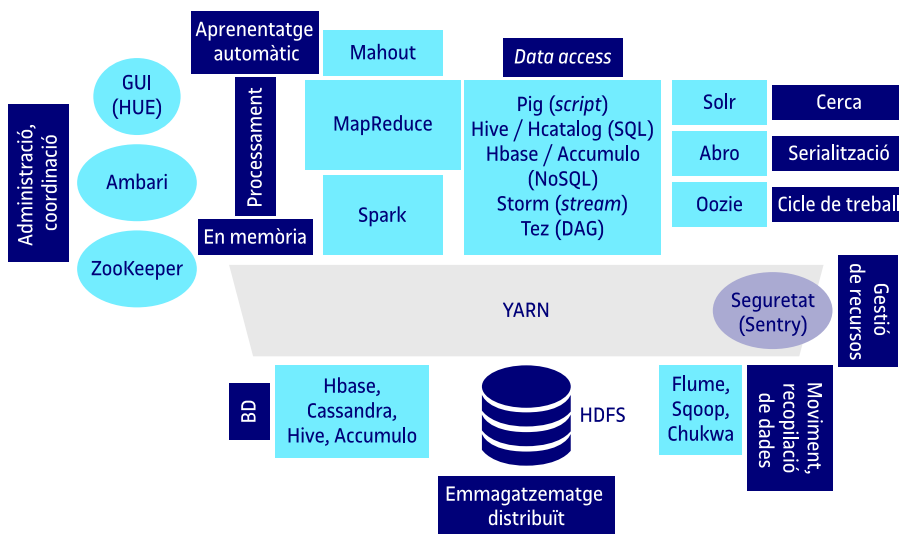 Aprenentatge
automàtic
Mahout
Data access
GUI
(HUE)
Administració,
coordinació
Processament
MapReduce
Pig (script)
Hive / Hcatalog (SQL)
Hbase / Accumulo
(NoSQL)
Storm (stream)
Tez (DAG)
Solr
Cerca
Abro
Serialització
Ambari
Spark
Oozie
Cicle de treball
En memòria
ZooKeeper
YARN
Seguretat
(Sentry)
Gestió
de recursos
BD
Hbase,
Cassandra,
Hive, Accumulo
HDFS
Flume,
Sqoop,
Chukwa
Moviment,
recopilació
de dades
Emmagatzematge
distribuït